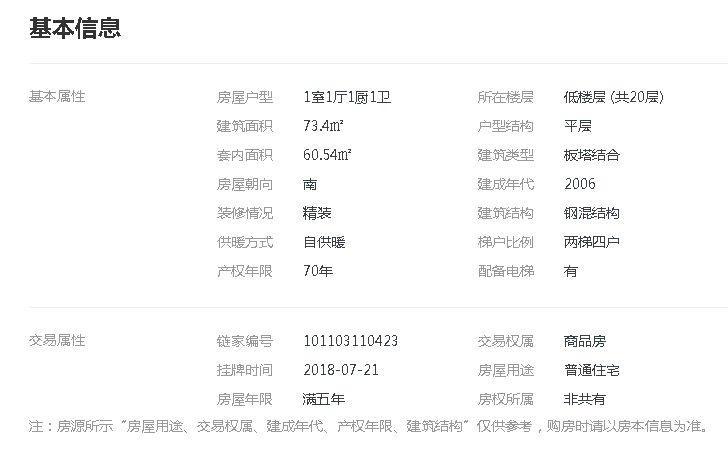 基本信息
基本属性 房屋户型 1室1厅1厨1卫 所在楼层 低楼层 (共20层)
建筑面积 73.4㎡ 户型结构 平层
套内面积 60.54㎡ 建筑类型 板塔结合
房屋朝向 南 建成年代 2006
装修情况 精装 建筑结构 钢混结构
供暖方式 自供暖 梯户比例 两梯四户
产权年限 70年 配备电梯 有
交易属性 链家编号 101103110423 交易权属 商品房
挂牌时间 2018-07-21 房屋用途 普通住宅
房屋年限 满五年 房权所属 非共有
注：房源所示“房屋用途、交易权属、建成年代、产权年限、建筑结构”仅供参考，购房时请以房本信息为准。